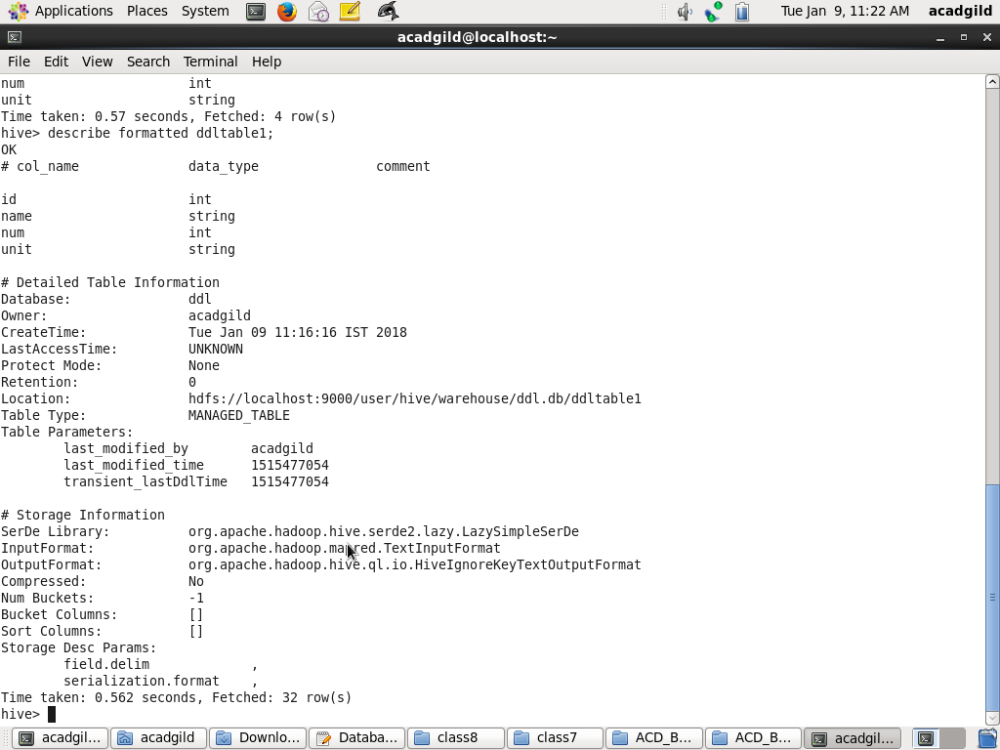 Applications Places System Tue Jan 9, 11:22 AM acadgild
acadgild@localhost:~
File Edit View Search Terminal Help
num                     int
unit                    string
Time taken: 0.57 seconds, Fetched: 4 row(s)
hive> describe formatted ddltable1;
OK
# col_name              data_type               comment
id                      int
name                    string
num                     int
unit                    string
# Detailed Table Information
Database:               ddl
Owner:                  acadgild
CreateTime:             Tue Jan 09 11:16:16 IST 2018
LastAccessTime:         UNKNOWN
Protect Mode:           None
Retention:              0
Location:               hdfs://localhost:9000/user/hive/warehouse/ddl.db/ddltable1
Table Type:             MANAGED_TABLE
Table Parameters:
        last_modified_by        acadgild
        last_modified_time      1515477054
        transient_lastDdlTime   1515477054
# Storage Information
SerDe Library:          org.apache.hadoop.hive.serde2.lazy.LazySimpleSerDe
InputFormat:            org.apache.hadoop.mapred.TextInputFormat
OutputFormat:           org.apache.hadoop.hive.ql.io.HiveIgnoreKeyTextOutputFormat
Compressed:             No
Num Buckets:            -1
Bucket Columns:         []
Sort Columns:           []
Storage Desc Params:
        field.delim             ,
        serialization.format    ,
Time taken: 0.562 seconds, Fetched: 32 row(s)
hive>
acadgil... acadgild Downlo... Databa... class8 class7 ACD_B... ACD_B... acadgil...